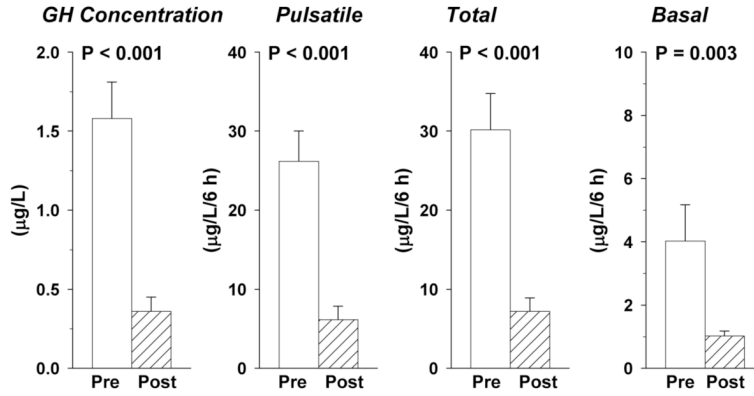 GH Concentration
P < 0.001
2.0
1.5
1.0
0.5
0.0
(μg/L)
Pre Post
Pulsatile
P < 0.001
40
30
20
10
0
(μg/L/6 h)
Pre Post
Total
P < 0.001
40
30
20
10
0
(μg/L/6 h)
Pre Post
Basal
P = 0.003
10
8
6
4
2
0
(μg/L/6 h)
Pre Post